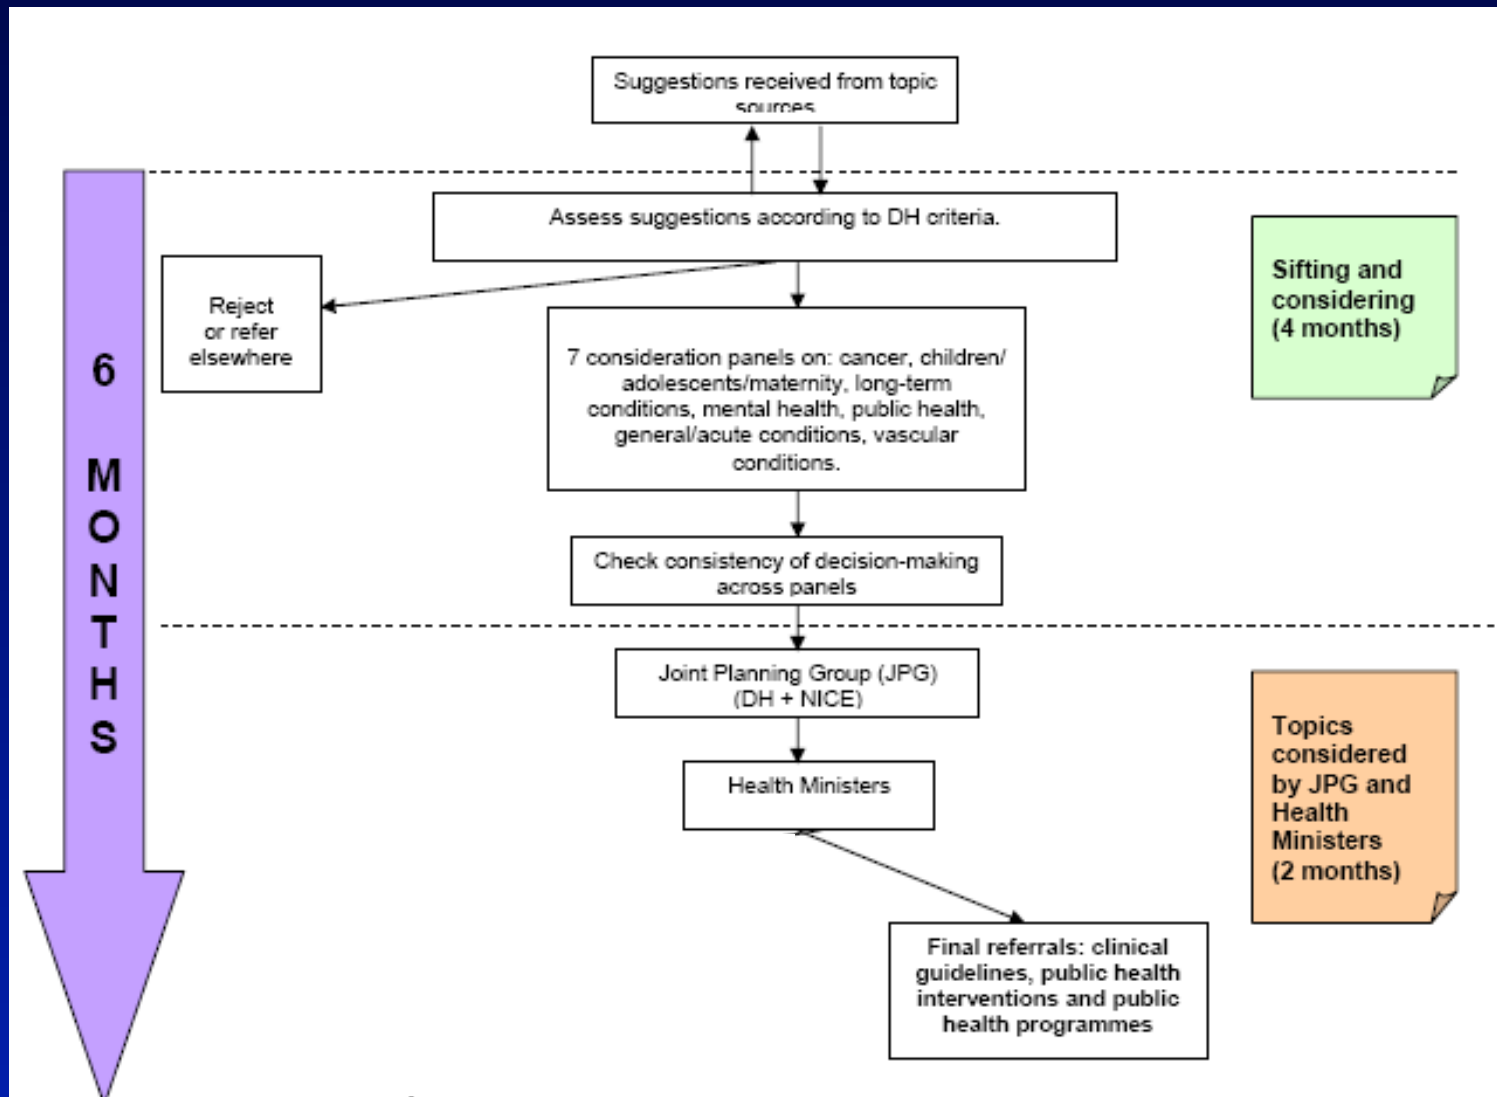 Suggestions received from topic
sources
Assess suggestions according to DH criteria.
Reject
or refer
elsewhere
Sifting and
considering
(4 months)
7 consideration panels on: cancer, children/
adolescents/maternity, long-term
conditions, mental health, public health,
general/acute conditions, vascular
conditions.
6
M
O
N
T
H
S
Check consistency of decision-making
across panels
Joint Planning Group (JPG)
(DH + NICE)
Health Ministers
Topics
considered
by JPG and
Health
Ministers
(2 months)
Final referrals: clinical
guidelines, public health
interventions and public
health programmes